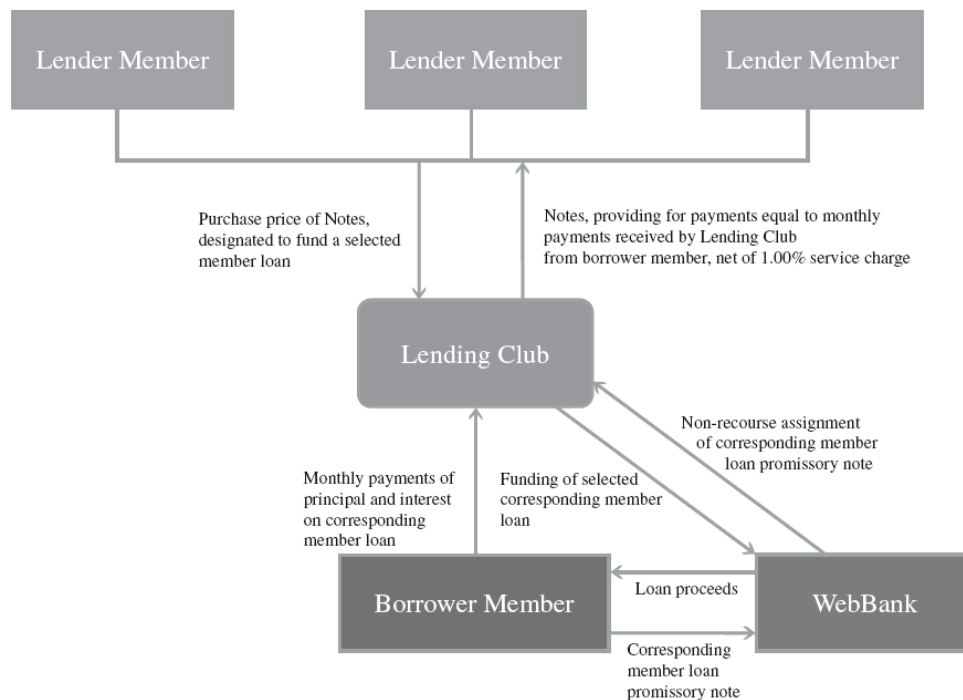 Lender Member
Lender Member
Lender Member
Purchase price of Notes,
designated to fund a selected
member loan
Notes, providing for payments equal to monthly
payments received by Lending Club
from borrower member, net of 1.00% service charge
Lending Club
Non-recourse assignment
of corresponding member
loan promissory note
Monthly payments of
principal and interest
on corresponding
member loan
Funding of selected
corresponding member
loan
Borrower Member
Loan proceeds
WebBank
Corresponding
member loan
promissory note